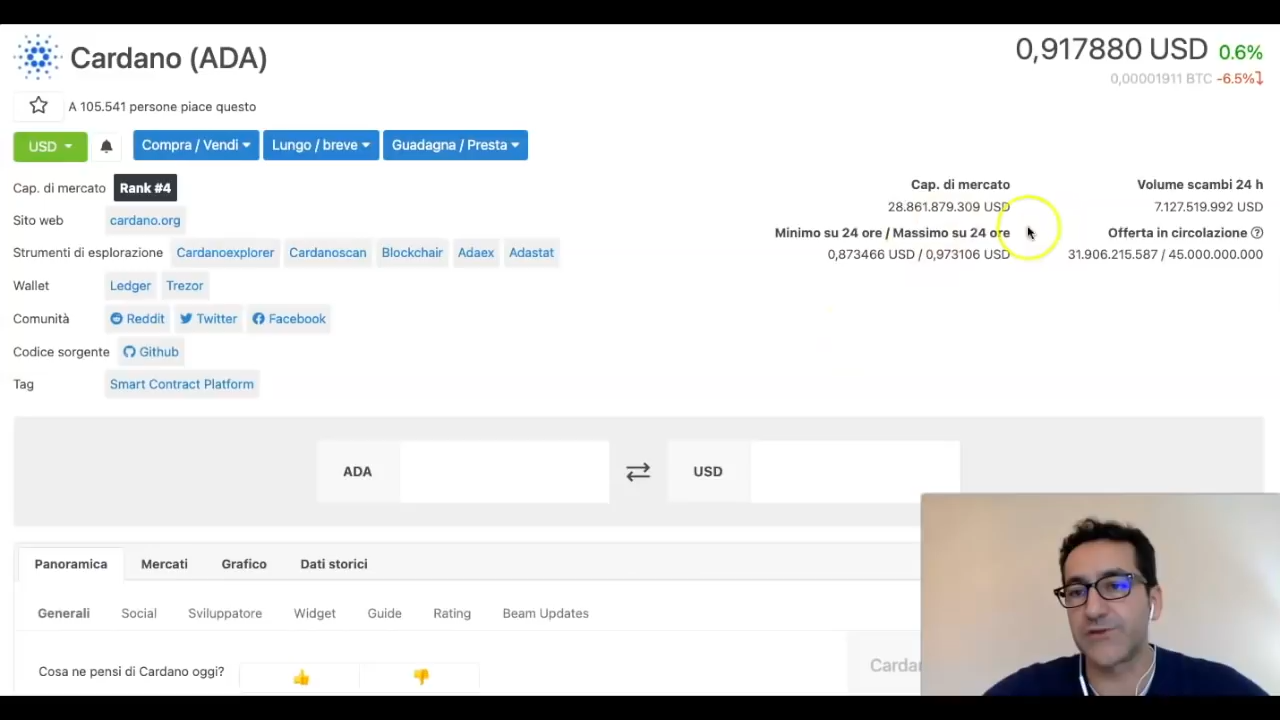 Cardano (ADA)
0,917880 USD 0.6%
0,00001911 BTC -6.5%
A 105.541 persone piace questo
USD
Compra / Vendi
Lungo / breve
Guadagna / Presta
Cap. di mercato Rank #4
Sito web cardano.org
Strumenti di esplorazione Cardanoexplorer Cardanoscan Blockchair Adaex Adastat
Wallet Ledger Trezor
Comunità Reddit Twitter Facebook
Codice sorgente Github
Tag Smart Contract Platform
Cap. di mercato
28.861.879.309 USD
Volume scambi 24 h
7.127.519.992 USD
Minimo su 24 ore / Massimo su 24 ore
0,873466 USD / 0,973106 USD
Offerta in circolazione ?
31.906.215.587 / 45.000.000.000
ADA
USD
Panoramica Mercati Grafico Dati storici
Generali Social Sviluppatore Widget Guide Rating Beam Updates
Cosa ne pensi di Cardano oggi?